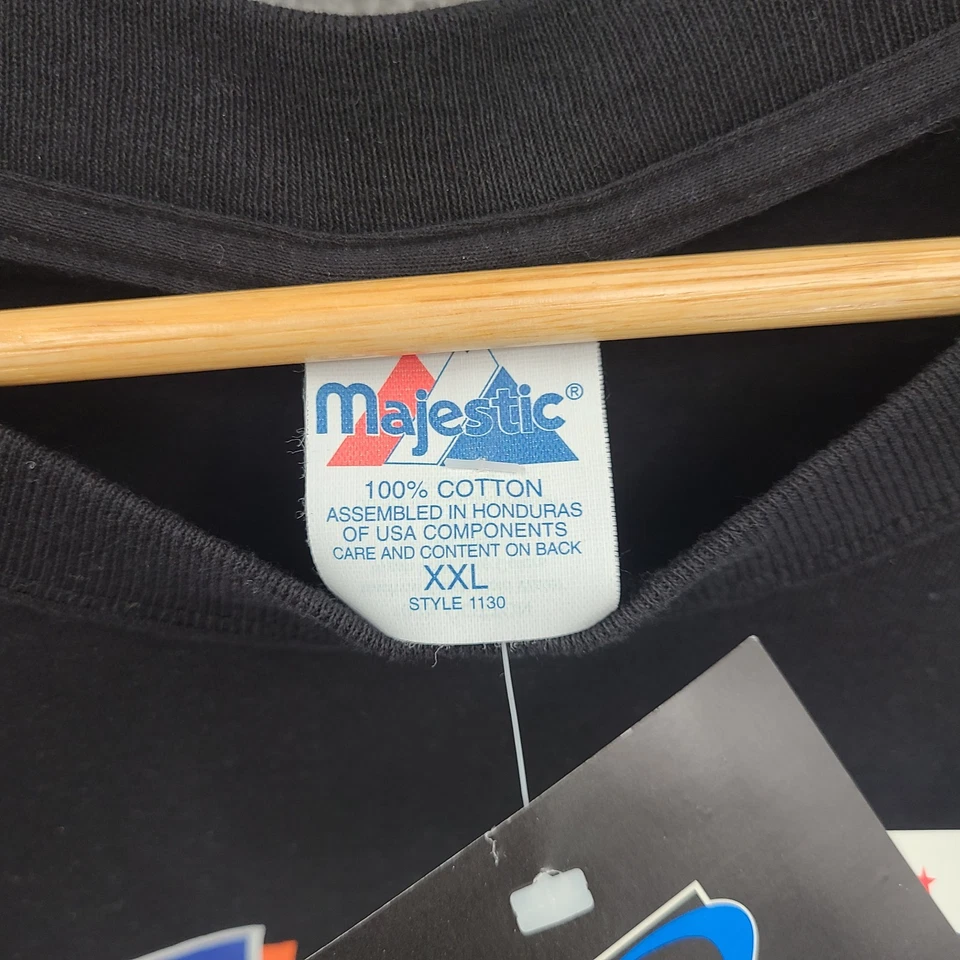 Majestic®
100% COTTON
ASSEMBLED IN HONDURAS
OF USA COMPONENTS
CARE AND CONTENT ON BACK
XXL
STYLE 1130